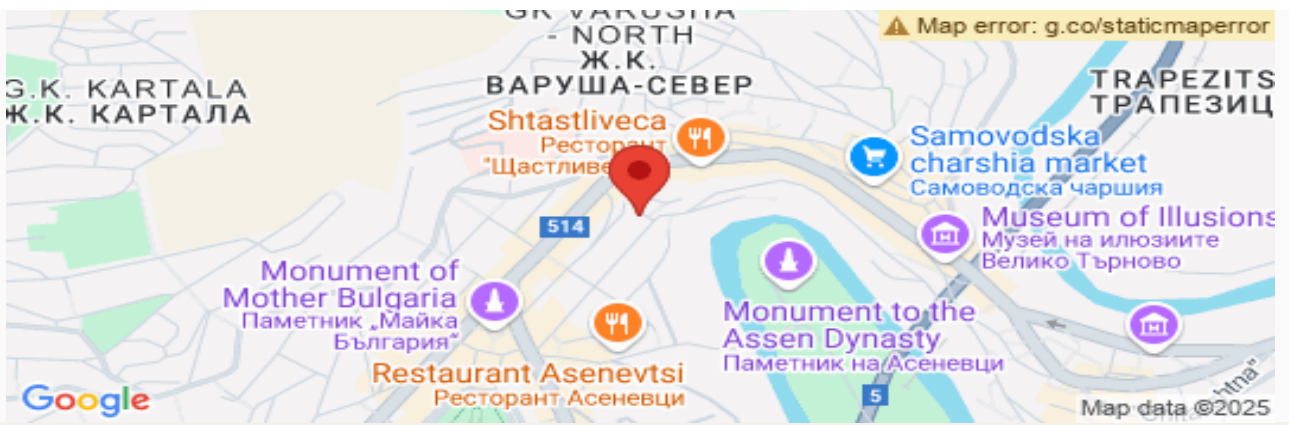 GK VARUSHA
- NORTH
Ж.К.
ВАРУША-СЕВЕР
Map error: g.co/staticmaperror
G.K. KARTALA
Ж.К. КАРТАЛА
TRAPEZITS
ТРАПЕЗИЦ
Shtastliveca
Ресторант
"Щастливе
Samovodska
charshia market
Самоводска чаршия
514
Museum of Illusions
Музей на илюзиите
Велико Търново
Monument of
Mother Bulgaria
Паметник „Майка
България“
Monument to the
Assen Dynasty
Паметник на Асеневци
Restaurant Asenevtsi
Ресторант Асеневци
5
Google
Map data ©2025